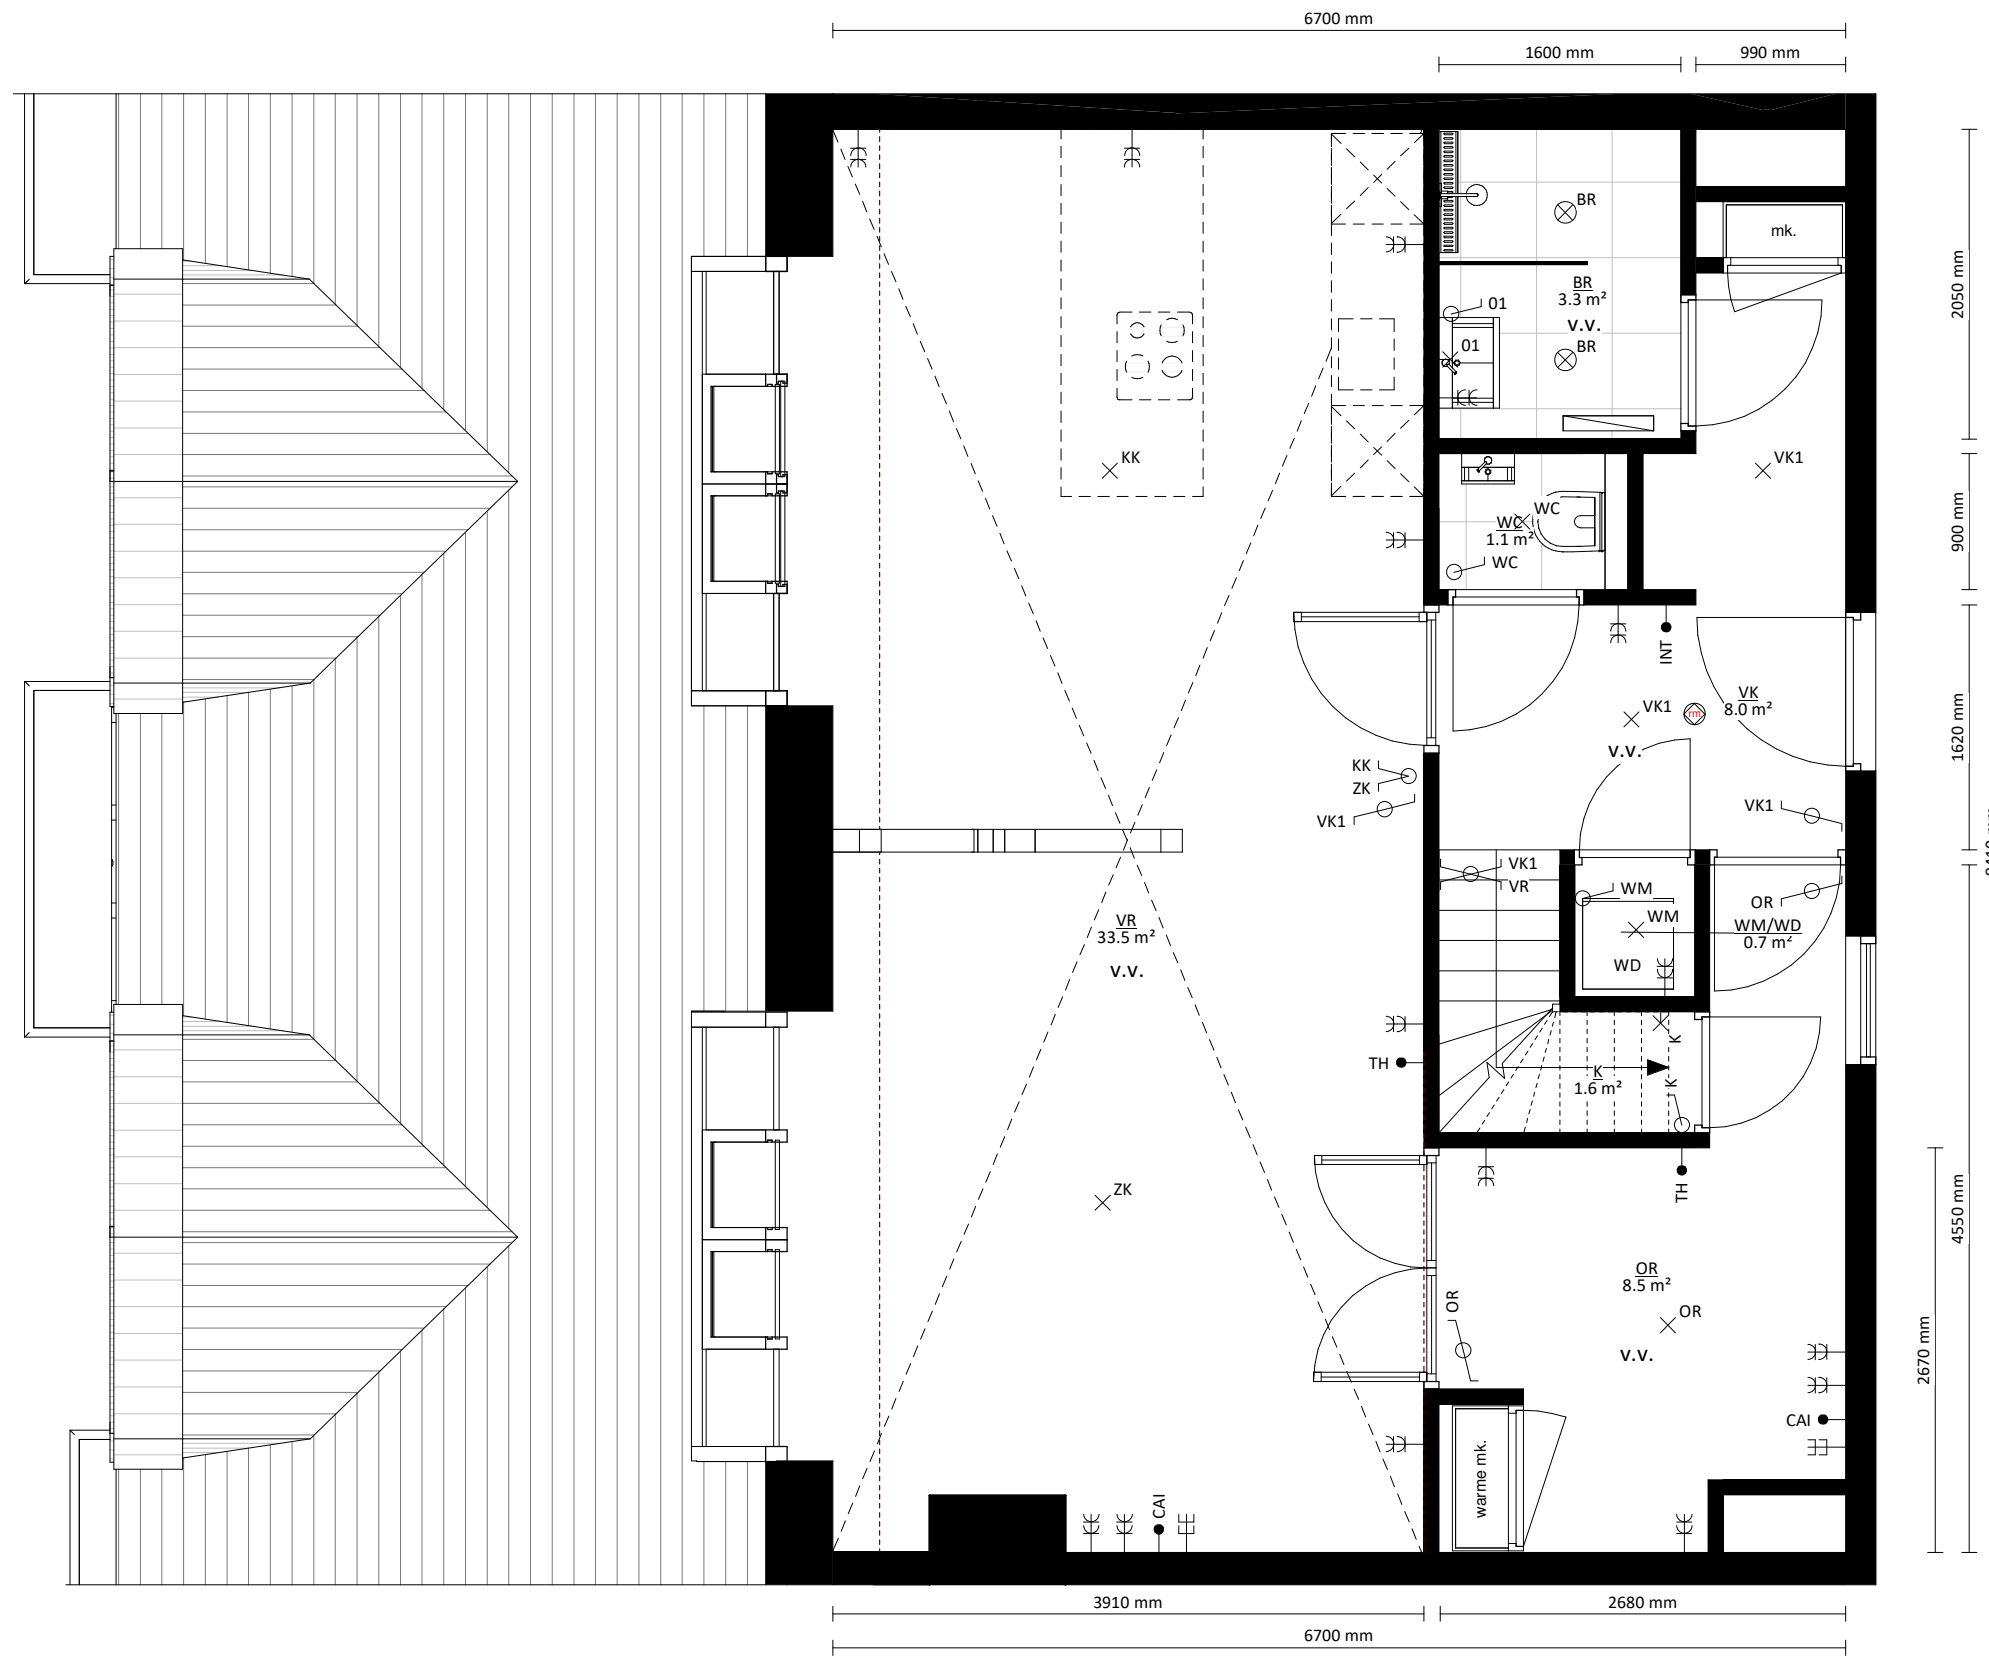 6700 mm
1600 mm
990 mm
BR
mk.
BR
3.3 m²
v.v.
01
01
BR
2050 mm
KK
VK1
WC
WC
1.1 m²
WC
900 mm
INT
VK
8.0 m²
VK1
rm
v.v.
1620 mm
KK
ZK
VK1
VK1
VK1
VR
WM
OR
WM
WM/WD
0.7 m²
WD
VR
33.5 m²
v.v.
K
TH
K
1.6 m²
K
TH
ZK
4550 mm
OR
8.5 m²
OR
OR
v.v.
2670 mm
CAI
warme mk.
CAI
3910 mm
2680 mm
6700 mm